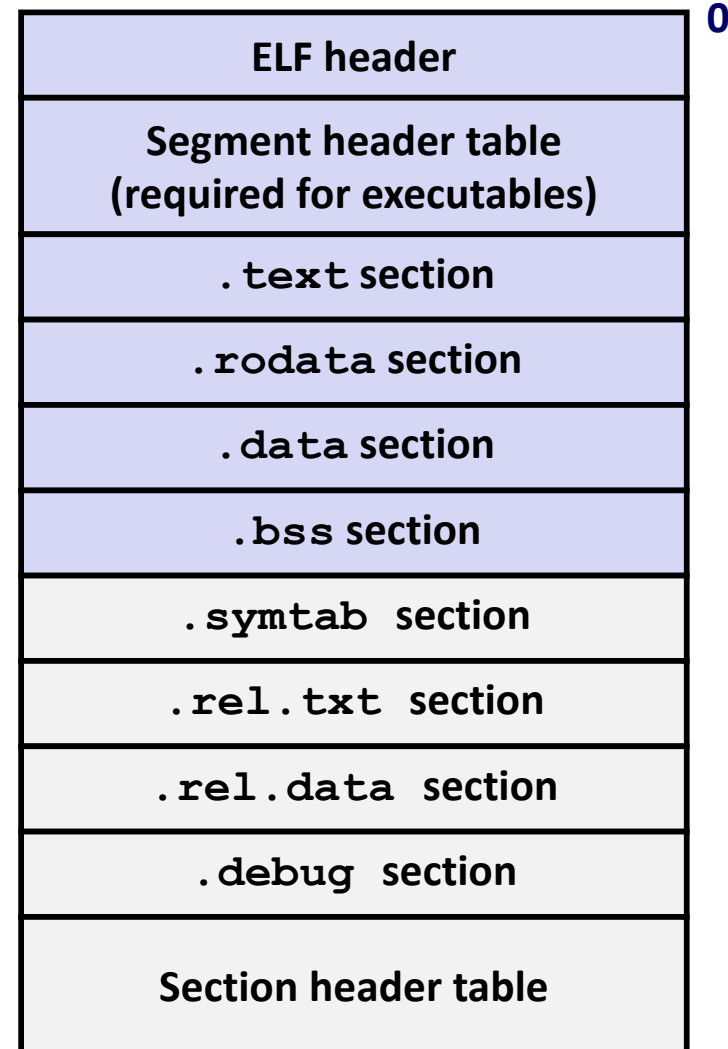 0
ELF header
Segment header table
(required for executables)
.text section
.rodata section
.data section
.bss section
.symtab section
.rel.txt section
.rel.data section
.debug section
Section header table